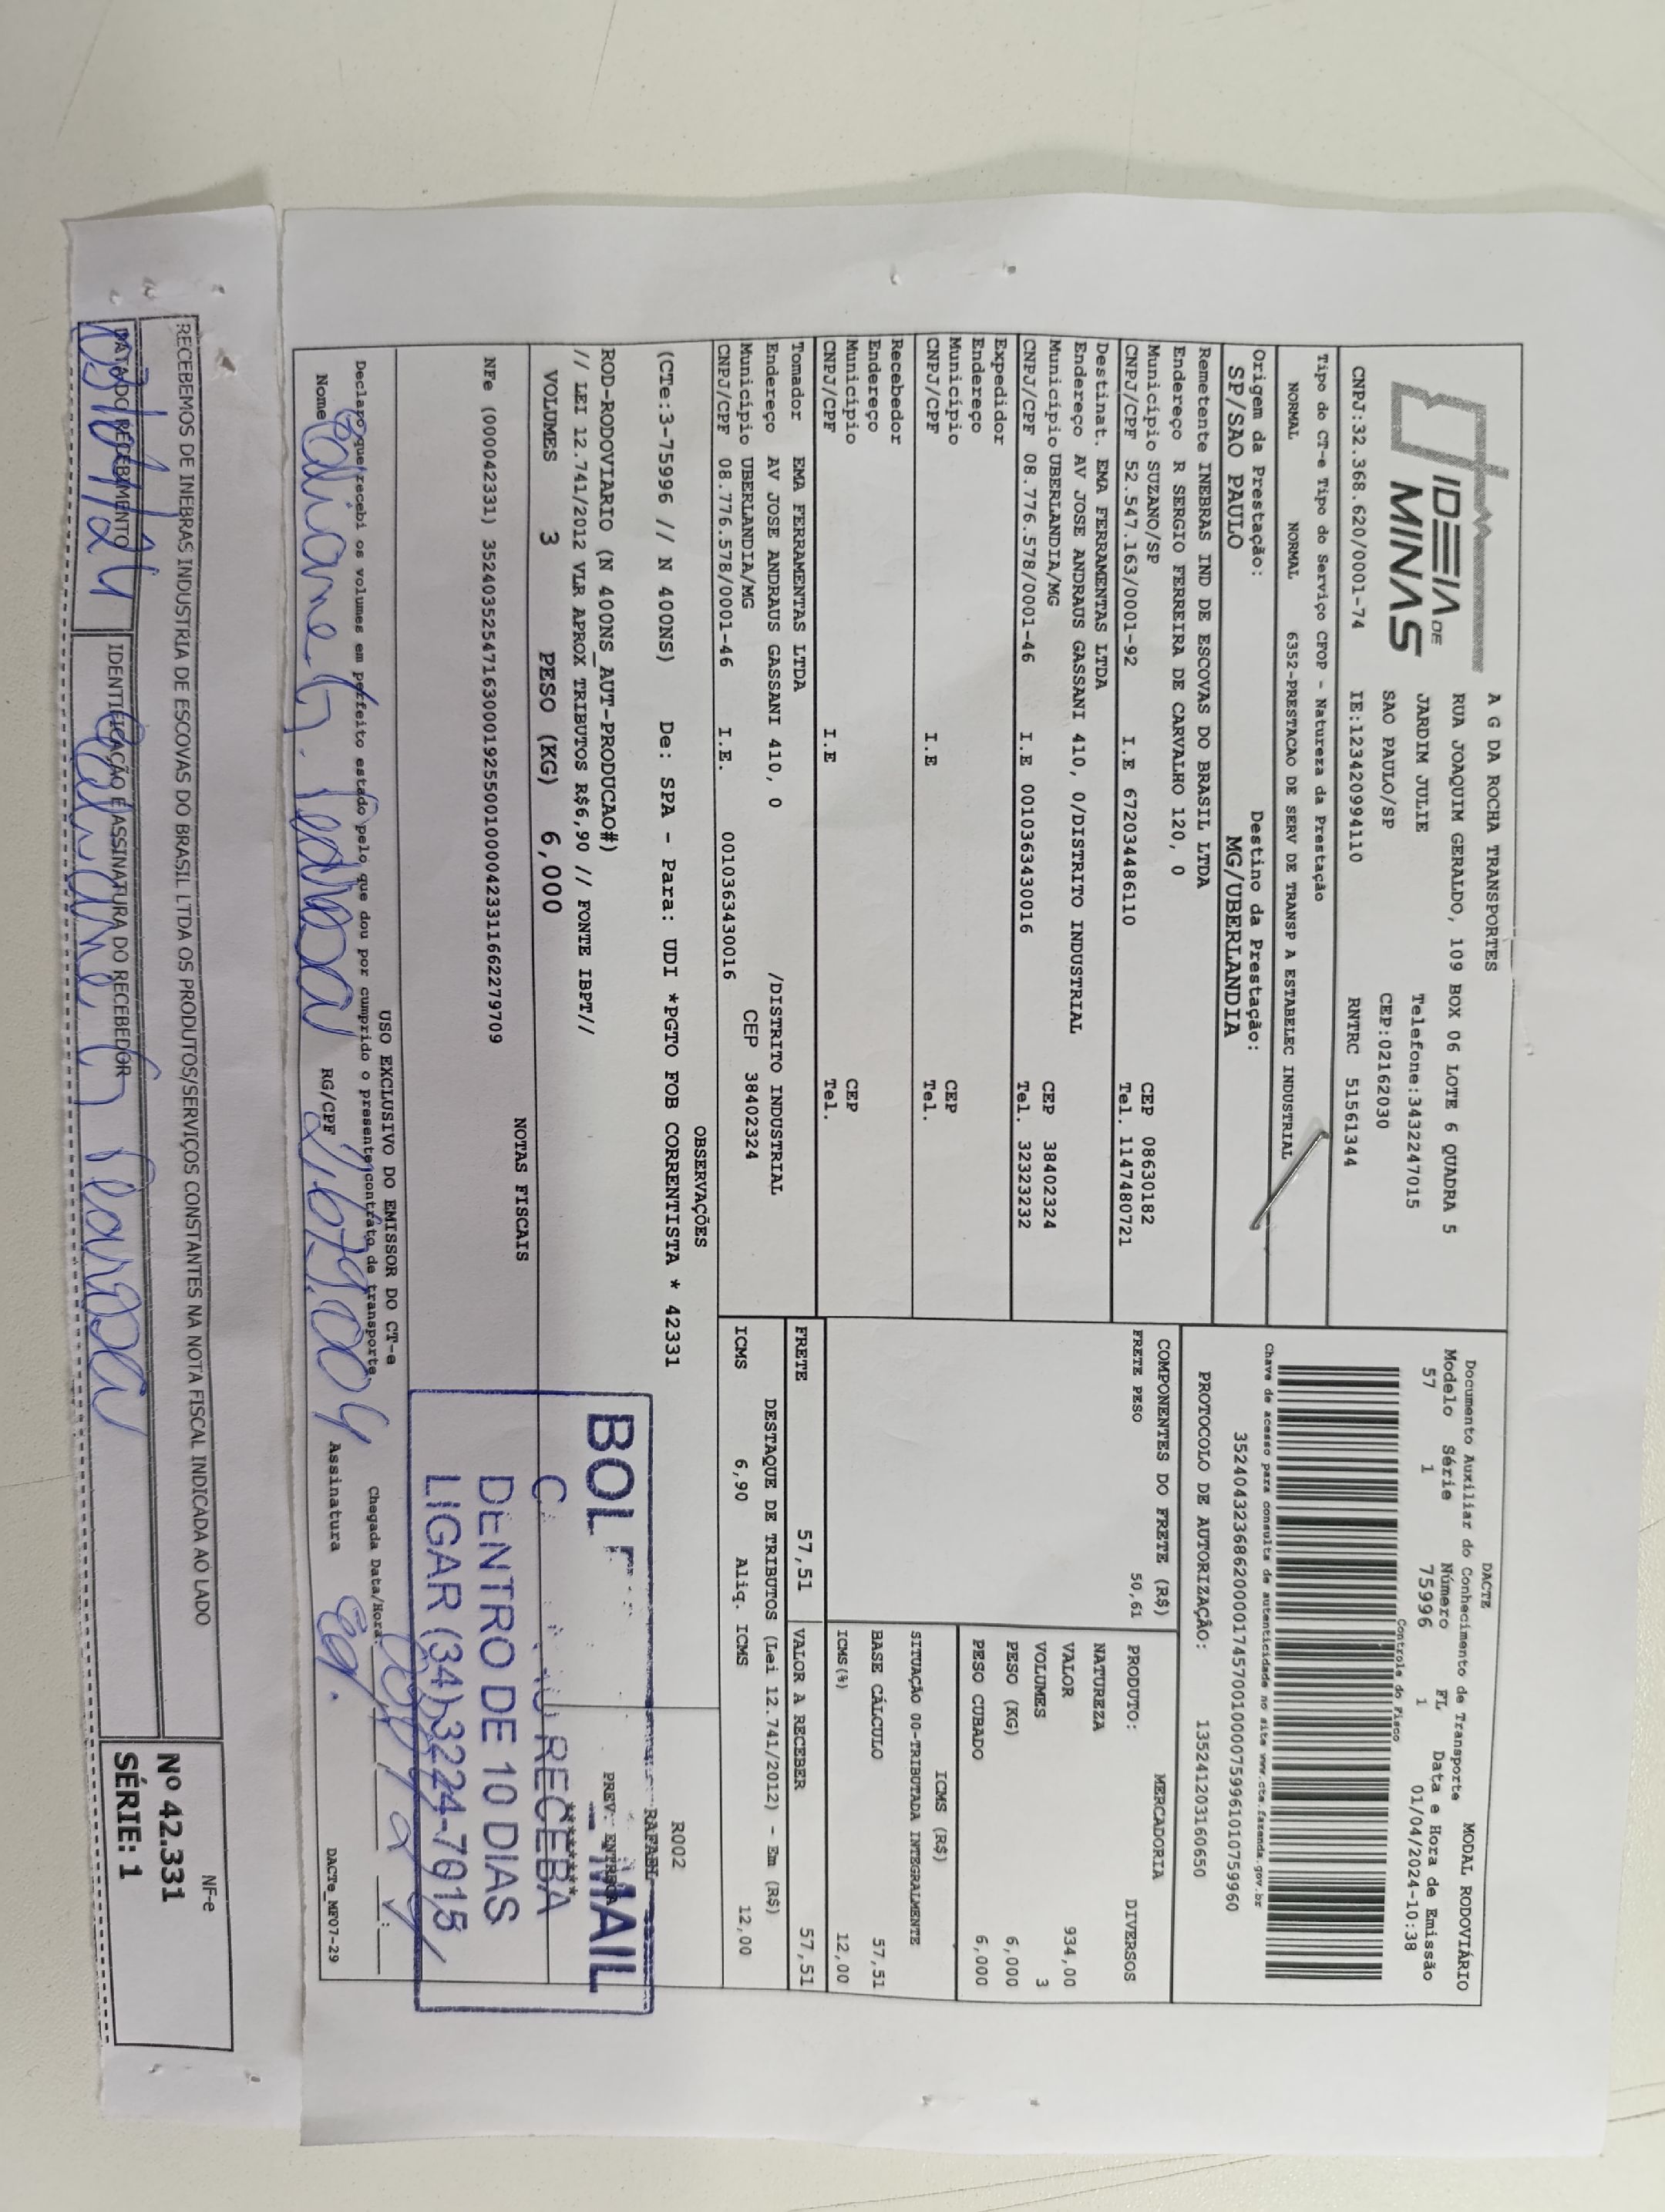 IDEIA DE
MINAS
A G DA ROCHA TRANSPORTES
RUA JOAQUIM GERALDO, 109 BOX 06 LOTE 6 QUADRA 5
JARDIM JULIE Telefone:3432247015
SAO PAULO/SP CEP:02162030
CNPJ:32.368.620/0001-74 IE:123420994110 RNTRC 51561344
DACTE
Documento Auxiliar do Conhecimento de Transporte MODAL RODOVIÁRIO
Modelo Série Número FL Data e Hora de Emissão
57 1 75996 1 01/04/2024-10:38
Controle do Fisco
Tipo do CT-e Tipo do Serviço CFOP - Natureza da Prestação
NORMAL NORMAL 6352-PRESTACAO DE SERV DE TRANSP A ESTABELEC INDUSTRIAL
Chave de acesso para consulta de autenticidade no site www.cte.fazenda.gov.br
35240432368620000174570010000759961010759960
Origem da Prestação: Destino da Prestação:
SP/SAO PAULO MG/UBERLANDIA
PROTOCOLO DE AUTORIZAÇÃO: 135241203160650
Remetente INEBRAS IND DE ESCOVAS DO BRASIL LTDA
Endereço R SERGIO FERREIRA DE CARVALHO 120, 0
Município SUZANO/SP CEP 08630182
CNPJ/CPF 52.547.163/0001-92 I.E 672034486110 Tel. 1147480721
Destinat. EMA FERRAMENTAS LTDA
Endereço AV JOSE ANDRAUS GASSANI 410, 0/DISTRITO INDUSTRIAL
Município UBERLANDIA/MG CEP 38402324
CNPJ/CPF 08.776.578/0001-46 I.E 0010363430016 Tel. 32323232
Expedidor
Endereço
Município CEP
CNPJ/CPF I.E Tel.
Recebedor
Endereço
Município CEP
CNPJ/CPF I.E Tel.
Tomador EMA FERRAMENTAS LTDA
Endereço AV JOSE ANDRAUS GASSANI 410, 0 /DISTRITO INDUSTRIAL
Município UBERLANDIA/MG CEP 38402324
CNPJ/CPF 08.776.578/0001-46 I.E. 0010363430016
COMPONENTES DO FRETE (R$)
FRETE PESO 50,61
MERCADORIA
PRODUTO: DIVERSOS
NATUREZA
VALOR 934,00
VOLUMES 3
PESO (KG) 6,000
PESO CUBADO 6,000
ICMS (R$)
SITUAÇÃO 00-TRIBUTADA INTEGRALMENTE
BASE CÁLCULO 57,51
ICMS(%) 12,00
FRETE 57,51 VALOR A RECEBER 57,51
DESTAQUE DE TRIBUTOS (Lei 12.741/2012) - Em (R$)
ICMS 6,90 Aliq. ICMS 12,00
OBSERVAÇÕES
(CTe:3-75996 // N 400NS) De: SPA - Para: UDI *PGTO FOB CORRENTISTA * 42331
R002
RAFAEL
ROD-RODOVIARIO (N 400NS_AUT-PRODUCAO#)
// LEI 12.741/2012 VLR APROX TRIBUTOS R$6,90 // FONTE IBPT//
PREV: ENTREGA
VOLUMES 3 PESO (KG) 6,000
NOTAS FISCAIS
NFe (000042331) 35240352547163000192550010000423311662279709
MAIL
RECEBA
DENTRO DE 10 DIAS
LIGAR (34) 3224-7015
USO EXCLUSIVO DO EMISSOR DO CT-e
Declaro que recebi os volumes em perfeito estado pelo que dou por cumprido o presente contrato de transporte
Chegada Data/Hora:
Nome RG/CPF Assinatura
DACTe_MF07-29
RECEBEMOS DE INEBRAS INDUSTRIA DE ESCOVAS DO BRASIL LTDA OS PRODUTOS/SERVIÇOS CONSTANTES NA NOTA FISCAL INDICADA AO LADO
DATA DO RECEBIMENTO IDENTIFICAÇÃO E ASSINATURA DO RECEBEDOR
NF-e
Nº 42.331
SÉRIE: 1